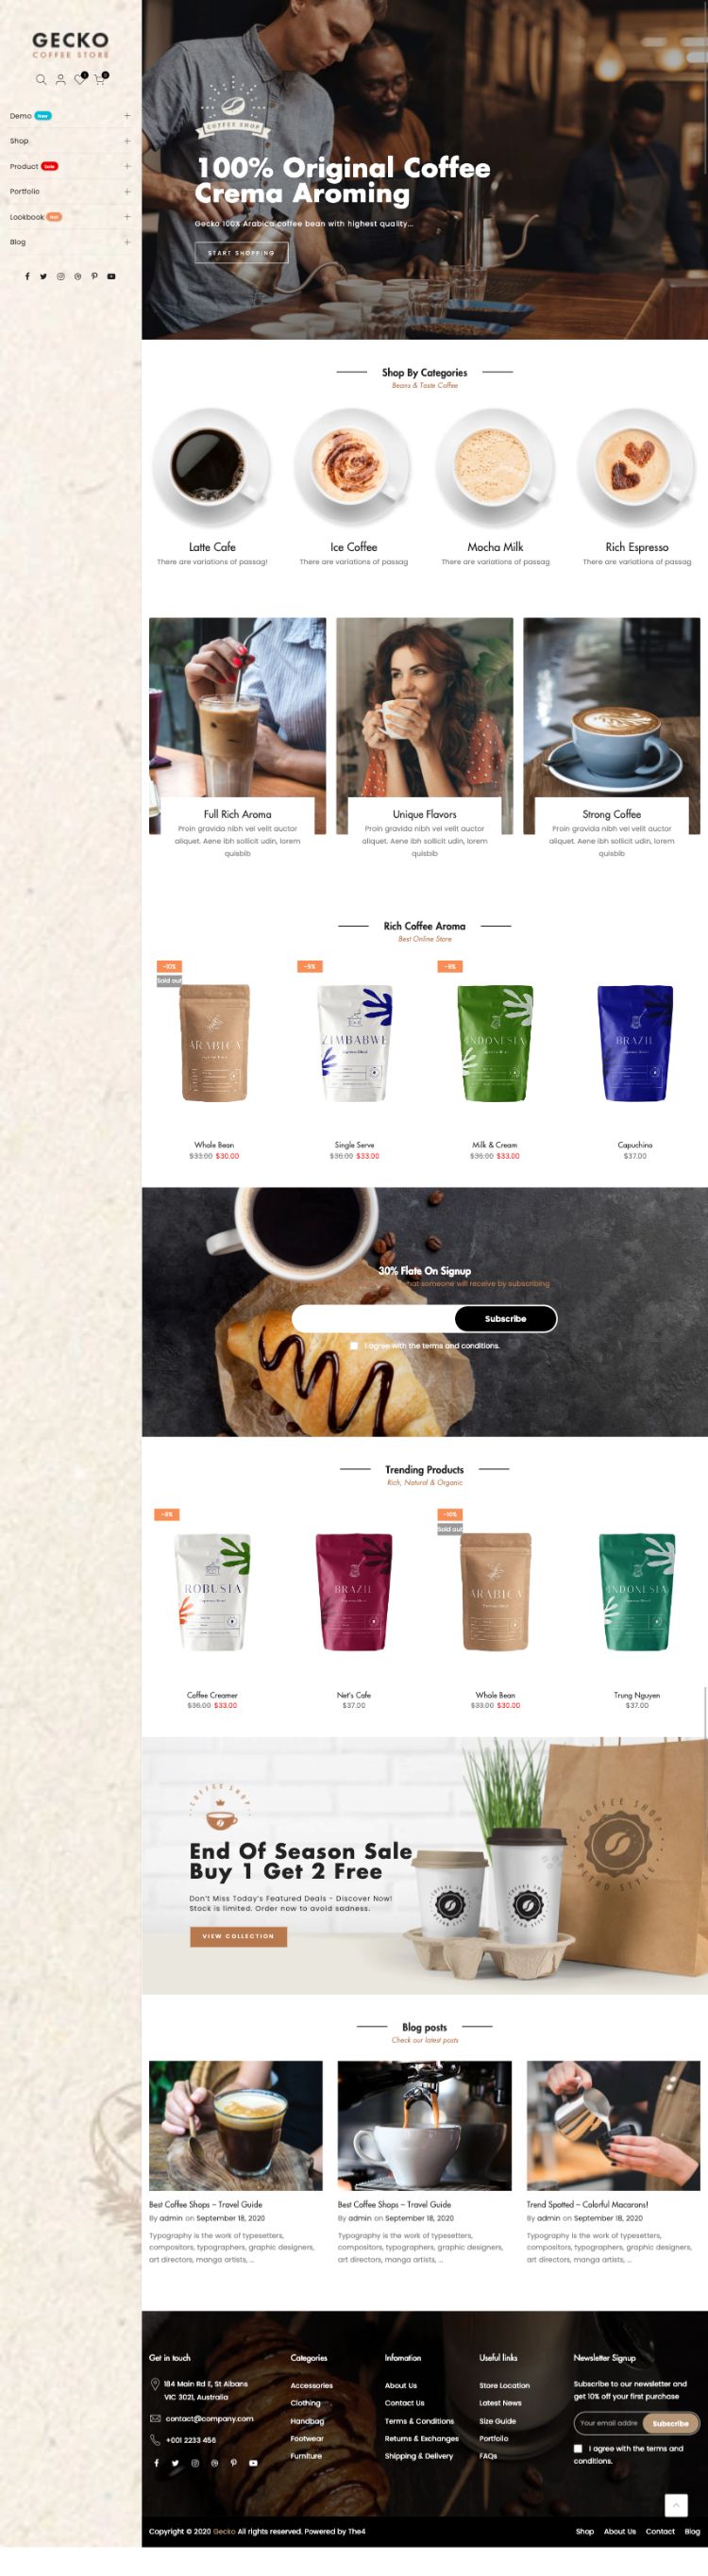 GECKO
COFFEE STORE
Demo New
Shop
Product Sale
Portfolio
Lookbook
Blog
COFFEE SHOP
100% Original Coffee
Crema Aroming
Gecko 100% Arabica coffee bean with highest quality...
START SHOPPING
Shop By Categories
Beans & Taste Coffee
Latte Cafe
There are variations of passag!
Ice Coffee
There are variations of passag
Mocha Milk
There are variations of passag
Rich Espresso
There are variations of passag
Full Rich Aroma
Proin gravida nibh vel velit auctor
aliquet. Aene ibh sollicit udin, lorem
quisbib
Unique Flavors
Proin gravida nibh vel velit auctor
aliquet. Aene ibh sollicit udin, lorem
quisbib
Strong Coffee
Proin gravida nibh vel velit auctor
aliquet. Aene ibh sollicit udin, lorem
quisbib
Rich Coffee Aroma
Best Online Store
-10%
Sold out
-9%
-9%
ARABICA
ZIMBABWE
INDONESIA
BRAZIL
Whole Bean
$33.00 $30.00
Single Serve
$36.00 $33.00
Milk & Cream
$36.00 $33.00
Capuchino
$37.00
30% Flate On Signup
that someone will receive by subscribing
Subscribe
I agree with the terms and conditions.
Trending Products
Rich, Natural & Organic
-9%
-10%
Sold out
ROBUSTA
BRAZIL
ARABICA
INDONESIA
Coffee Creamer
$36.00 $33.00
Net's Cafe
$37.00
Whole Bean
$33.00 $30.00
Trung Nguyen
$37.00
COFFEE SHOP
End Of Season Sale
Buy 1 Get 2 Free
Don't Miss Today's Featured Deals - Discover Now!
Stock is limited. Order now to avoid sadness.
VIEW COLLECTION
COFFEE SHOP
RETRO STYLE
COFFEE SHOP
RETRO STYLE
COFFEE SHOP
RETRO STYLE
Blog posts
Check our latest posts
Best Coffee Shops – Travel Guide
By admin on September 18, 2020
Typography is the work of typesetters,
compositors, typographers, graphic designers,
art directors, manga artists, ...
Best Coffee Shops – Travel Guide
By admin on September 18, 2020
Typography is the work of typesetters,
compositors, typographers, graphic designers,
art directors, manga artists, ...
Trend Spotted – Colorful Macarons!
By admin on September 18, 2020
Typography is the work of typesetters,
compositors, typographers, graphic designers,
art directors, manga artists, ...
Get in touch
184 Main Rd E, St Albans
VIC 3021, Australia
contact@company.com
+001 2233 456
Categories
Accessories
Clothing
Handbag
Footwear
Furniture
Infomation
About Us
Contact Us
Terms & Conditions
Returns & Exchanges
Shipping & Delivery
Useful links
Store Location
Latest News
Size Guide
Portfolio
FAQs
Newsletter Signup
Subscribe to our newsletter and
get 10% off your first purchase
Your email addre Subscribe
I agree with the terms and
conditions.
Copyright © 2020 Gecko All rights reserved. Powered by The4
Shop About Us Contact Blog